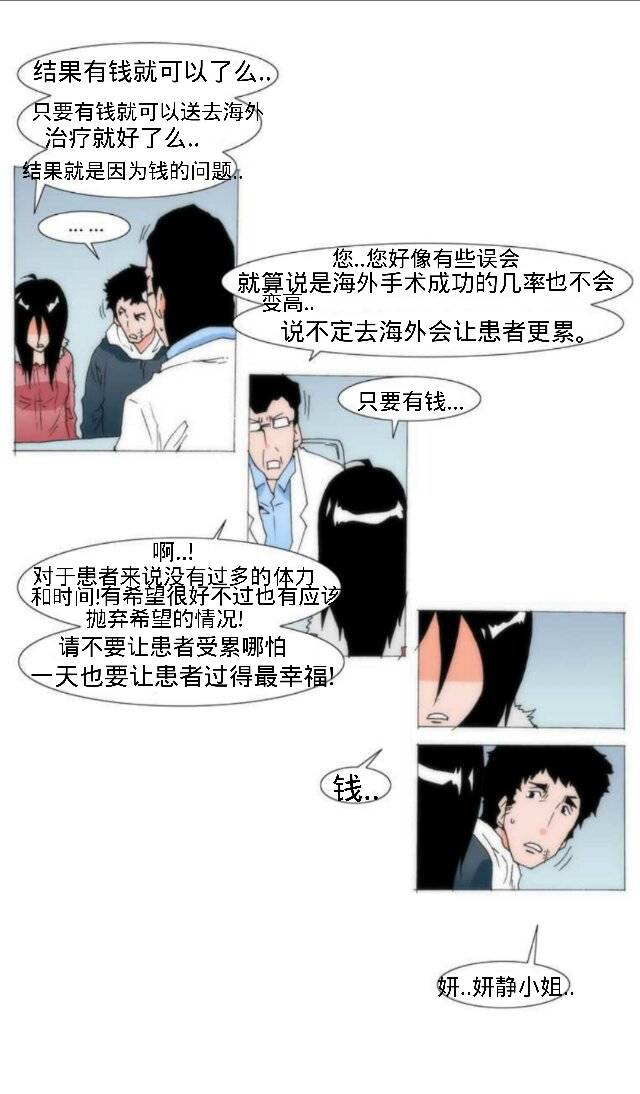 结果有钱就可以了么..
只要有钱就可以送去海外
治疗就好了么..
结果就是因为钱的问题..
... ...
您..您好像有些误会
就算说是海外手术成功的几率也不会
变高..
说不定去海外会让患者更累。
只要有钱...
啊..!
对于患者来说没有过多的体力
和时间!有希望很好不过也有应该
抛弃希望的情况!
请不要让患者受累哪怕
一天也要让患者过得最幸福!
钱..
妍..妍静小姐..